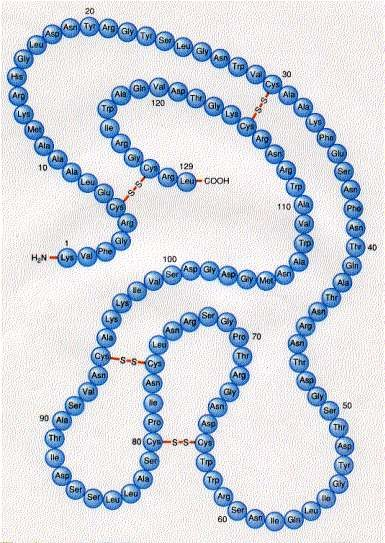 H₂N
1
Lys Val Phe Gly Arg Cys Glu Leu Ala Ala Ala Met Lys Arg His Gly Leu Asp Asn Tyr Arg Gly Tyr Ser Leu Gly Asn Trp Val Cys
10
20
30
Ala Ala Lys Phe Glu Ser Asn Phe Asn Thr Gln Ala Thr Asn Arg Asn Thr Asp Gly Ser Thr Asp Tyr Gly Ile Leu Gln Ile Asn Ser
40
50
60
Arg Trp Trp Cys Asp Asn Gly Arg Thr Pro Gly Ser Arg Asn Leu Cys Asn Ile Pro Cys Ser Ala Leu Leu Ser Ser Asp Ile Thr Ala
70
80
90
Ser Val Asn Cys Ala Lys Lys Ile Val Ser Asp Gly Asp Gly Met Asn Ala Trp Val Ala Trp Arg Asn Arg Cys Lys Gly Thr Asp Val
100
110
120
Gln Ala Trp Ile Arg Gly Cys Arg Leu
129
COOH
S–S
S–S
S–S
S–S